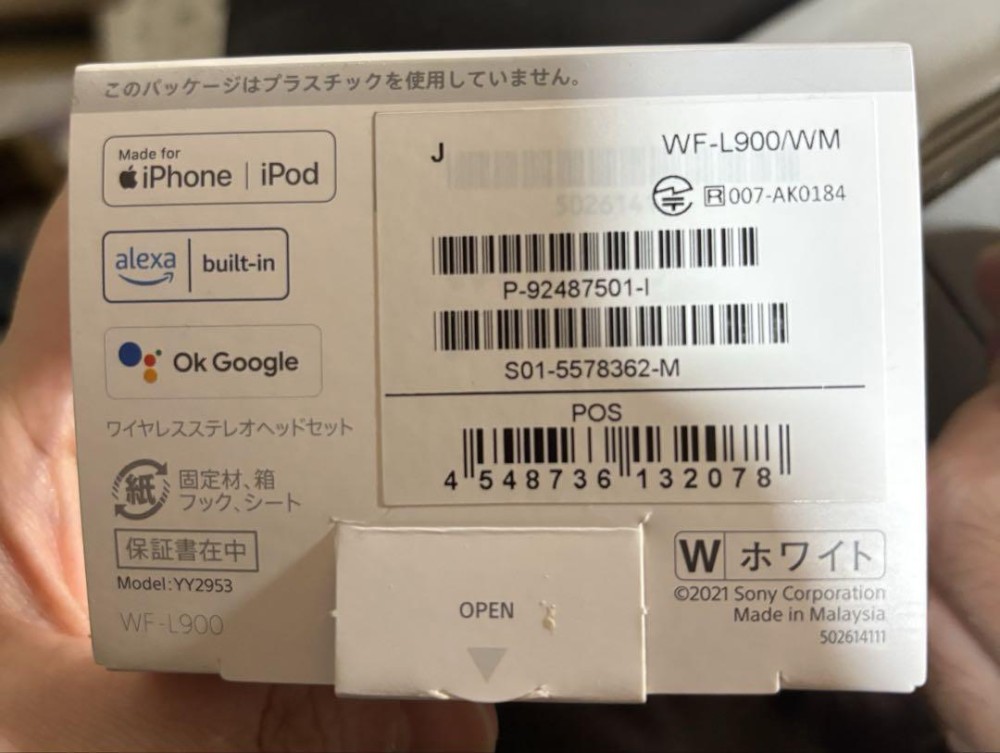 このパッケージはプラスチックを使用していません。
Made for
iPhone | iPod
alexa | built-in
Ok Google
ワイヤレスステレオヘッドセット
紙
固定材、箱
フック、シート
保証書在中
Model:YY2953
WF-L900
J
WF-L900/WM
R 007-AK0184
P-92487501-I
S01-5578362-M
POS
4 548736 132078
OPEN
W ホワイト
©2021 Sony Corporation
Made in Malaysia
502614111